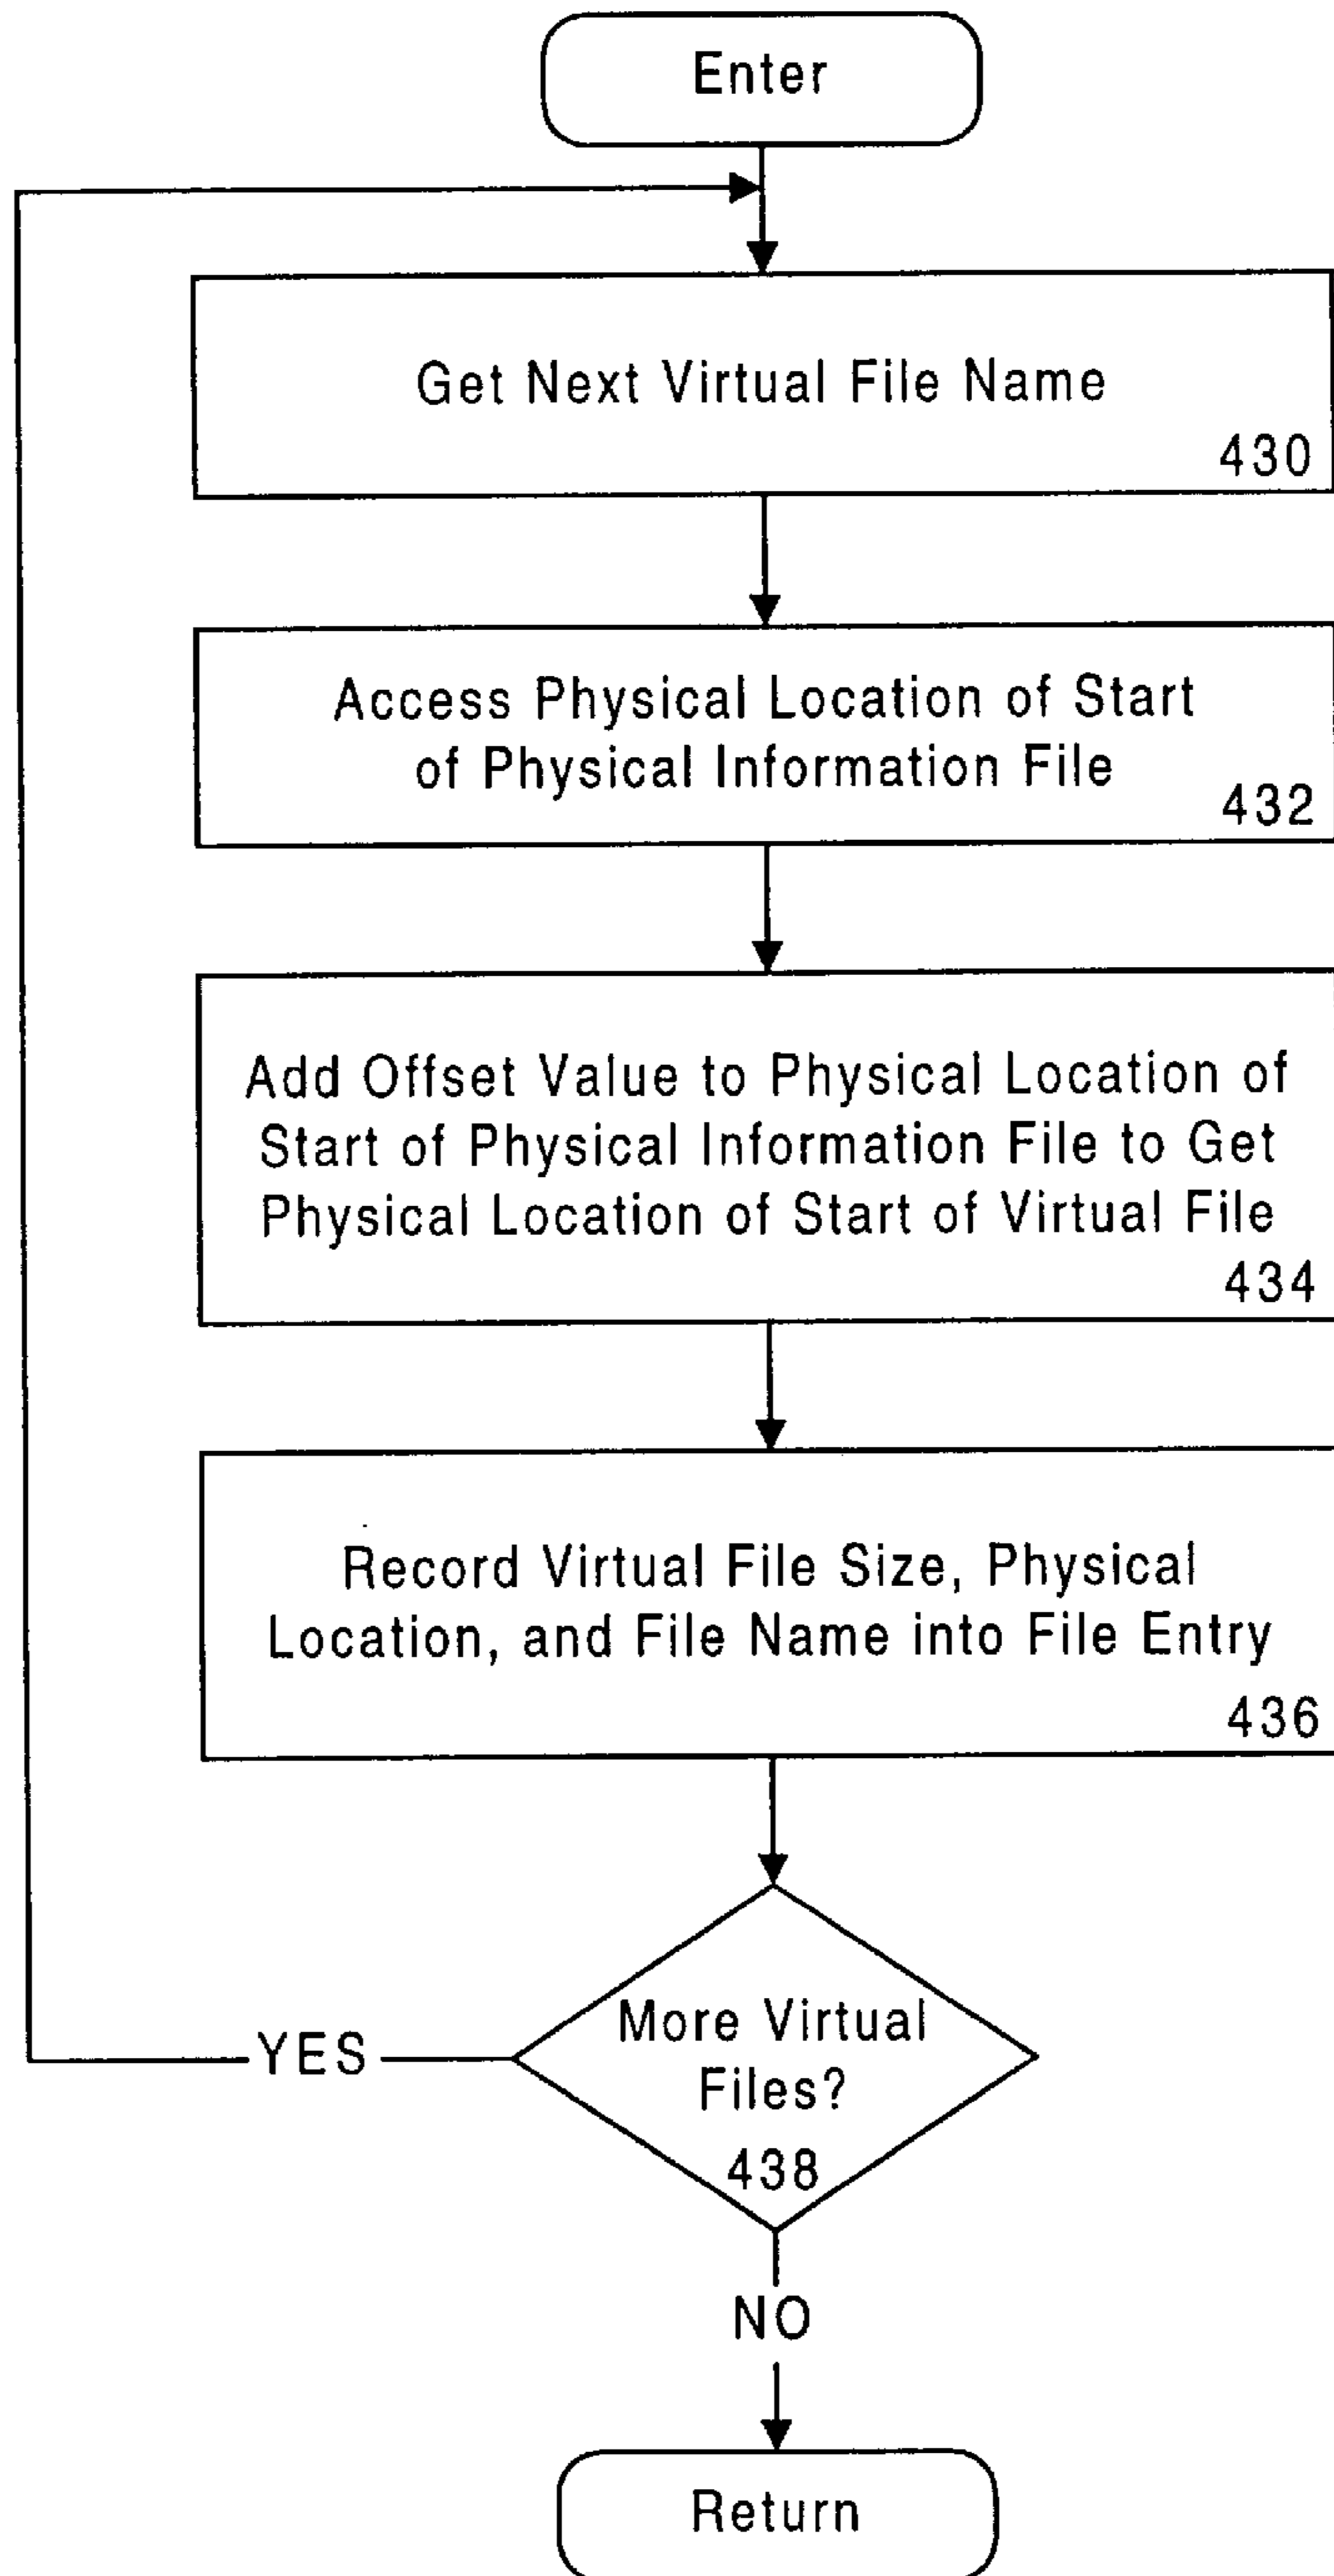 Enter
Get Next Virtual File Name
430
Access Physical Location of Start
of Physical Information File
432
Add Offset Value to Physical Location of
Start of Physical Information File to Get
Physical Location of Start of Virtual File
434
Record Virtual File Size, Physical
Location, and File Name into File Entry
436
More Virtual
Files?
438
YES
NO
Return